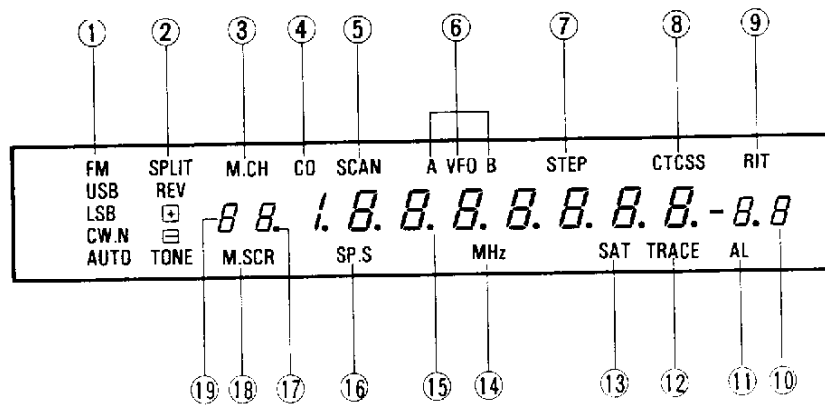 ① ② ③ ④ ⑤ ⑥ ⑦ ⑧ ⑨
FM SPLIT M.CH CO SCAN A VFO B STEP CTCSS RIT
USB REV
LSB + 8 8. 1.8.8.8.8.8.8.8.-8.8
CW.N −
AUTO TONE M.SCR SP.S MHz SAT TRACE AL
⑲ ⑱ ⑰ ⑯ ⑮ ⑭ ⑬ ⑫ ⑪ ⑩